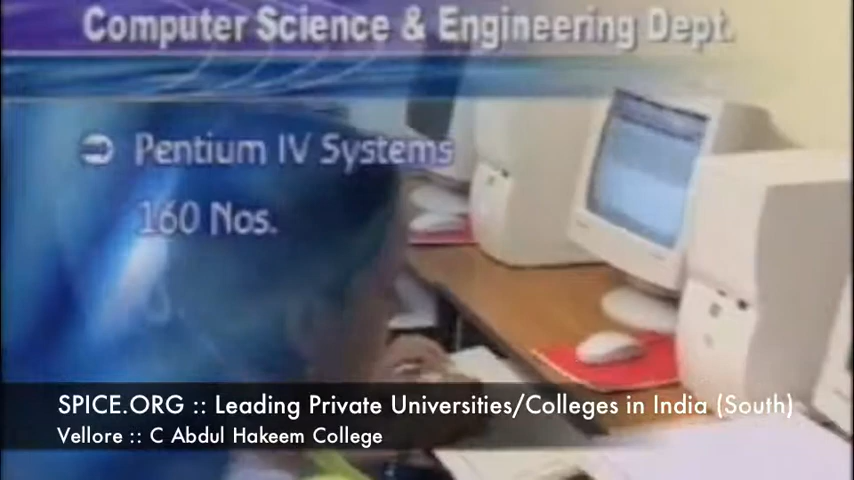 Computer Science & Engineering Dept.
➲ Pentium IV Systems
160 Nos.
SPICE.ORG :: Leading Private Universities/Colleges in India (South)
Vellore :: C Abdul Hakeem College